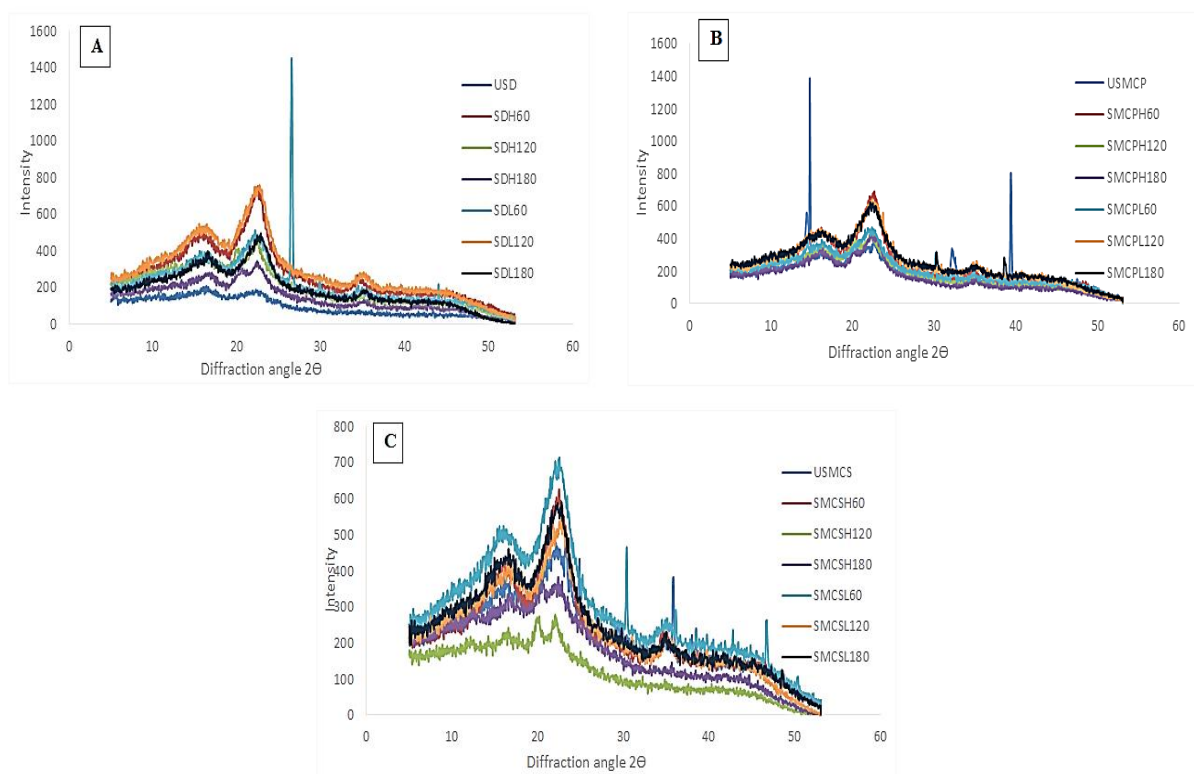 A
1600
1400
1200
1000
800
600
400
200
0
Intensity
0 10 20 30 40 50 60
Diffraction angle 2Θ
USD
SDH60
SDH120
SDH180
SDL60
SDL120
SDL180
B
1600
1400
1200
1000
800
600
400
200
0
Intensity
0 10 20 30 40 50 60
Diffraction angle 2Θ
USMCP
SMCPH60
SMCPH120
SMCPH180
SMCPL60
SMCPL120
SMCPL180
C
800
700
600
500
400
300
200
100
0
Intensity
0 10 20 30 40 50 60
Diffraction angle 2Θ
USMCS
SMCSH60
SMCSH120
SMCSH180
SMCSL60
SMCSL120
SMCSL180